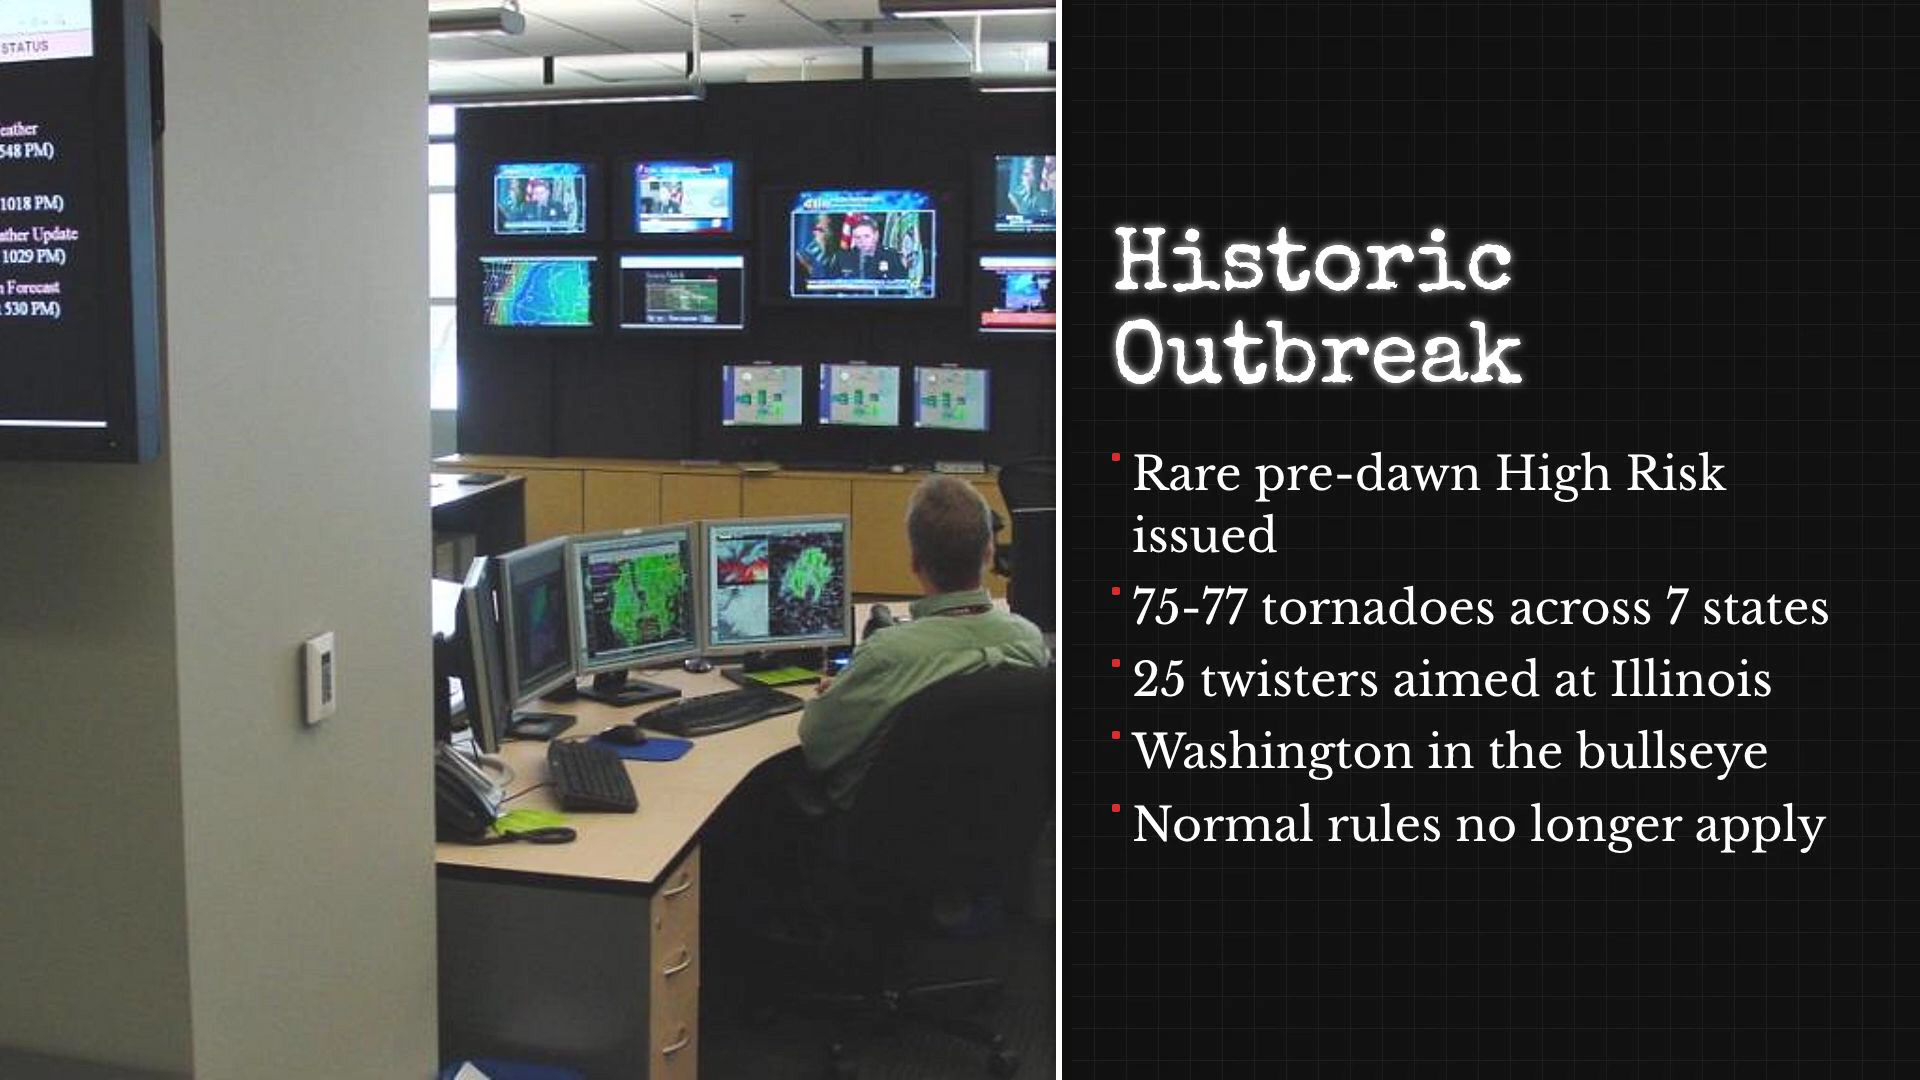 STATUS
eather
548 PM)
1018 PM)
ather Update
1029 PM)
n Forecast
530 PM)
Historic
Outbreak
Rare pre-dawn High Risk
issued
75-77 tornadoes across 7 states
25 twisters aimed at Illinois
Washington in the bullseye
Normal rules no longer apply